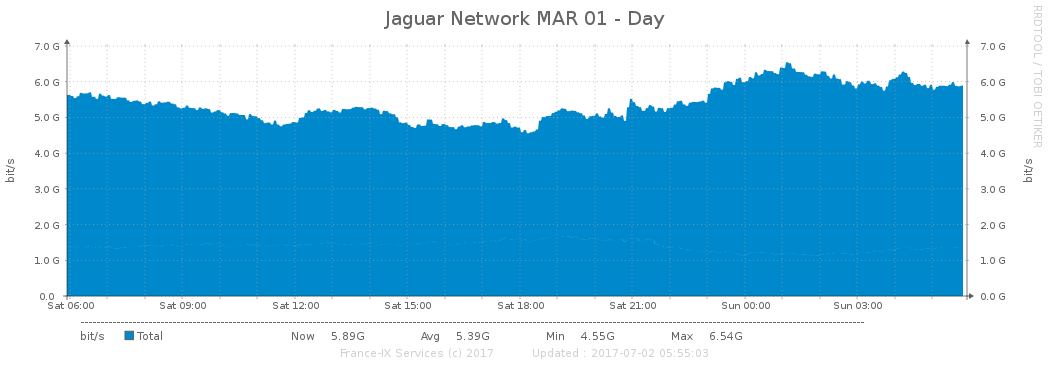 Jaguar Network MAR 01 - Day
RRDTOOL / TOBI OETIKER
7.0 G 7.0 G
6.0 G 6.0 G
5.0 G 5.0 G
4.0 G 4.0 G
3.0 G 3.0 G
2.0 G 2.0 G
1.0 G 1.0 G
0.0 0.0 G
bit/s
bit/s
Sat 06:00 Sat 09:00 Sat 12:00 Sat 15:00 Sat 18:00 Sat 21:00 Sun 00:00 Sun 03:00
bit/s Total Now 5.89G Avg 5.39G Min 4.55G Max 6.54G
France-IX Services (c) 2017 Updated : 2017-07-02 05:55:03